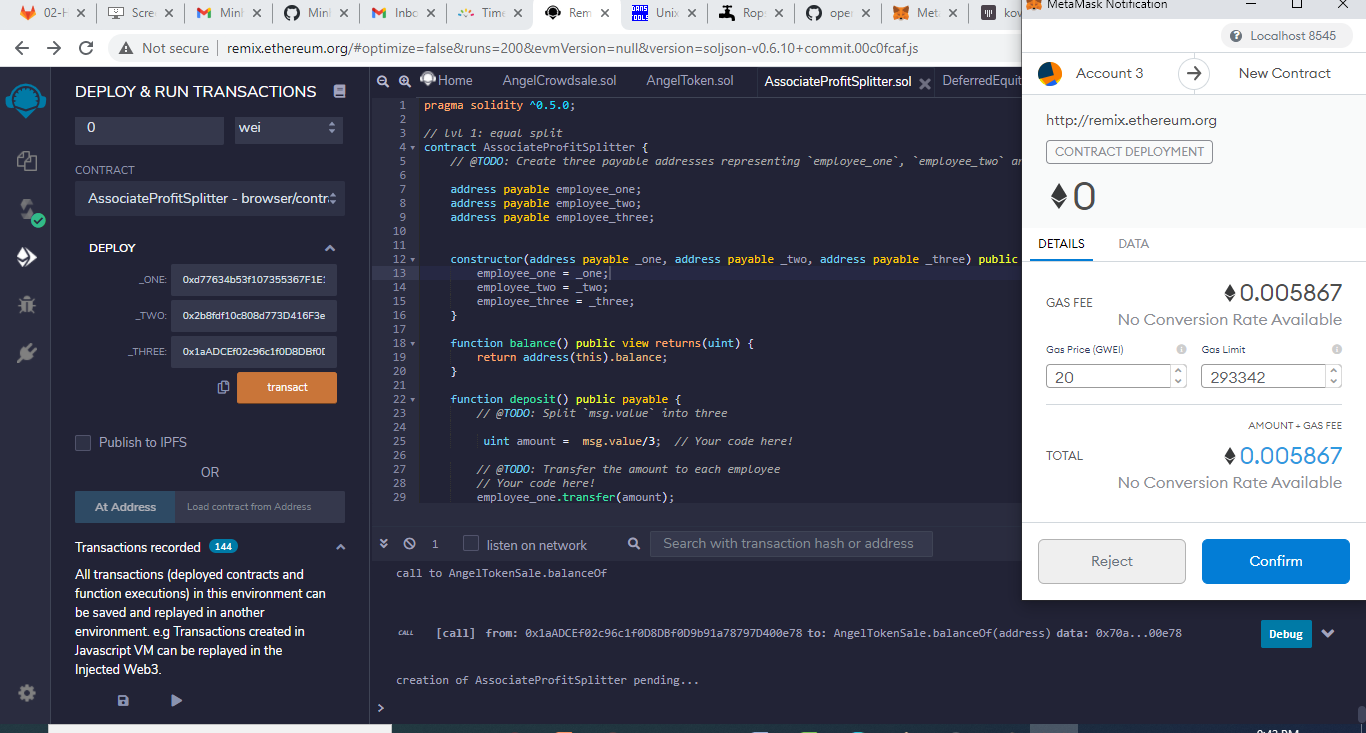 02-H
Scre
Minl
Minl
Inbo
Time
Rem
Unix
Rops
oper
Met
kov
MetaMask Notification
Not secure
remix.ethereum.org/#optimize=false&runs=200&evmVersion=null&version=soljson-v0.6.10+commit.00c0fcaf.js
Localhost 8545
DEPLOY & RUN TRANSACTIONS
0
wei
CONTRACT
AssociateProfitSplitter - browser/contra
DEPLOY
_ONE:
0xd77634b53f107355367F1E
_TWO:
0x2b8fdf10c808d773D416F3e
_THREE:
0x1aADCEf02c96c1f0D8DBf0D
transact
Publish to IPFS
OR
At Address
Load contract from Address
Transactions recorded 144
All transactions (deployed contracts and
function executions) in this environment can
be saved and replayed in another
environment. e.g Transactions created in
Javascript VM can be replayed in the
Injected Web3.
Home
AngelCrowdsale.sol
AngelToken.sol
AssociateProfitSplitter.sol
DeferredEquit
1 pragma solidity ^0.5.0;
2
3 // lvl 1: equal split
4 contract AssociateProfitSplitter {
5 // @TODO: Create three payable addresses representing `employee_one`, `employee_two` an
6
7 address payable employee_one;
8 address payable employee_two;
9 address payable employee_three;
10
11
12 constructor(address payable _one, address payable _two, address payable _three) public
13 employee_one = _one;
14 employee_two = _two;
15 employee_three = _three;
16 }
17
18 function balance() public view returns(uint) {
19 return address(this).balance;
20 }
21
22 function deposit() public payable {
23 // @TODO: Split `msg.value` into three
24
25 uint amount = msg.value/3; // Your code here!
26
27 // @TODO: Transfer the amount to each employee
28 // Your code here!
29 employee_one.transfer(amount);
1
listen on network
Search with transaction hash or address
call to AngelTokenSale.balanceOf
CALL [call] from: 0x1aADCEf02c96c1f0D8DBf0D9b91a78797D400e78 to: AngelTokenSale.balanceOf(address) data: 0x70a...00e78
Debug
creation of AssociateProfitSplitter pending...
>
Account 3
New Contract
http://remix.ethereum.org
CONTRACT DEPLOYMENT
0
DETAILS
DATA
GAS FEE
0.005867
No Conversion Rate Available
Gas Price (GWEI)
Gas Limit
20
293342
AMOUNT + GAS FEE
TOTAL
0.005867
No Conversion Rate Available
Reject
Confirm